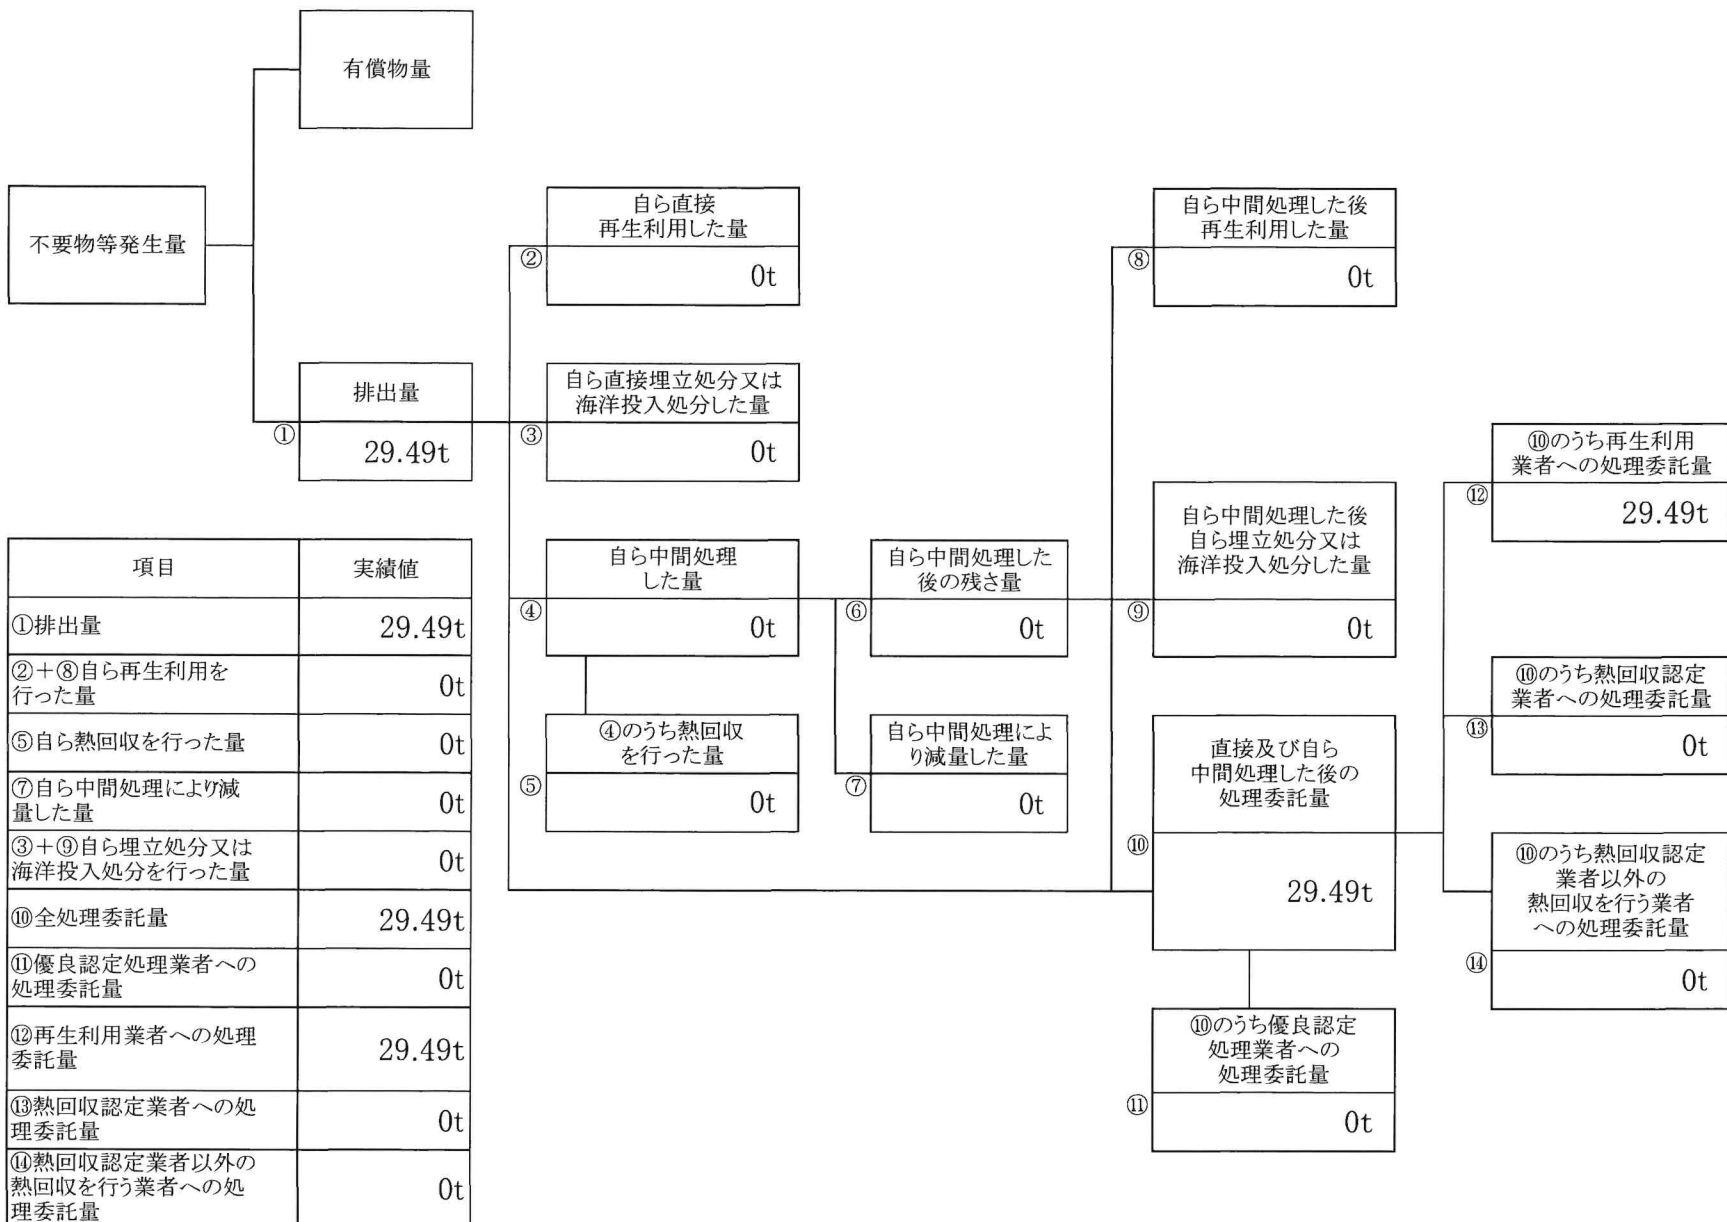 有償物量
不要物等発生量
排出量
①
29.49t
自ら直接
再生利用した量
②
0t
自ら直接埋立処分又は
海洋投入処分した量
③
0t
自ら中間処理
した量
④
0t
④のうち熱回収
を行った量
⑤
0t
自ら中間処理した
後の残さ量
⑥
0t
自ら中間処理によ
り減量した量
⑦
0t
自ら中間処理した後
再生利用した量
⑧
0t
自ら中間処理した後
自ら埋立処分又は
海洋投入処分した量
⑨
0t
直接及び自ら
中間処理した後の
処理委託量
⑩
29.49t
⑩のうち優良認定
処理業者への
処理委託量
⑪
0t
⑩のうち再生利用
業者への処理委託量
⑫
29.49t
⑩のうち熱回収認定
業者への処理委託量
⑬
0t
⑩のうち熱回収認定
業者以外の
熱回収を行う業者
への処理委託量
⑭
0t
項目 実績値
①排出量 29.49t
②+⑧自ら再生利用を
行った量 0t
⑤自ら熱回収を行った量 0t
⑦自ら中間処理により減
量した量 0t
③+⑨自ら埋立処分又は
海洋投入処分を行った量 0t
⑩全処理委託量 29.49t
⑪優良認定処理業者への
処理委託量 0t
⑫再生利用業者への処理
委託量 29.49t
⑬熱回収認定業者への処
理委託量 0t
⑭熱回収認定業者以外の
熱回収を行う業者への処
理委託量 0t